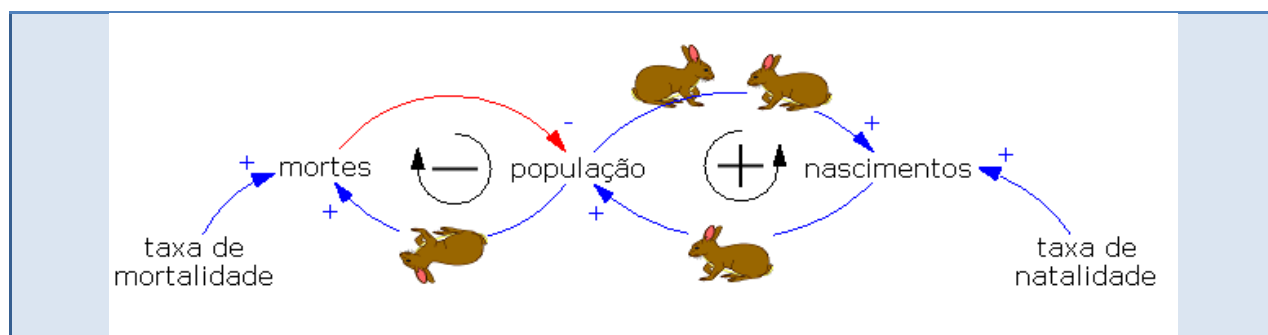 -
+
+
+
mortes
−
população
+
nascimentos
+
+
taxa de
mortalidade
taxa de
natalidade